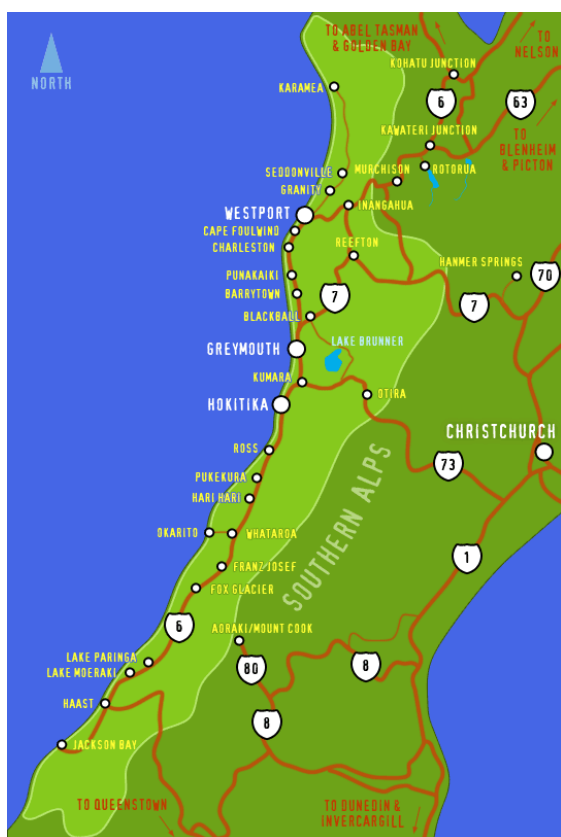 TO ABEL TASMAN
& GOLDEN BAY
TO
NELSON
KOHATU JUNCTION
NORTH
KARAMEA
6
63
KAWATERI JUNCTION
TO
BLENHEIM
& PICTON
SEDDONVILLE
MURCHISON
ROTORUA
GRANITY
INANGAHUA
WESTPORT
CAPE FOULWIND
CHARLESTON
REEFTON
HANMER SPRINGS
70
PUNAKAIKI
BARRYTOWN
7
7
BLACKBALL
LAKE BRUNNER
GREYMOUTH
KUMARA
OTIRA
HOKITIKA
CHRISTCHURCH
ROSS
73
PUKEKURA
HARI HARI
SOUTHERN ALPS
OKARITO
WHATAROA
1
FRANZ JOSEF
FOX GLACIER
6
AORAKI/MOUNT COOK
LAKE PARINGA
LAKE MOERAKI
80
8
HAAST
8
JACKSON BAY
TO QUEENSTOWN
TO DUNEDIN &
INVERCARGILL